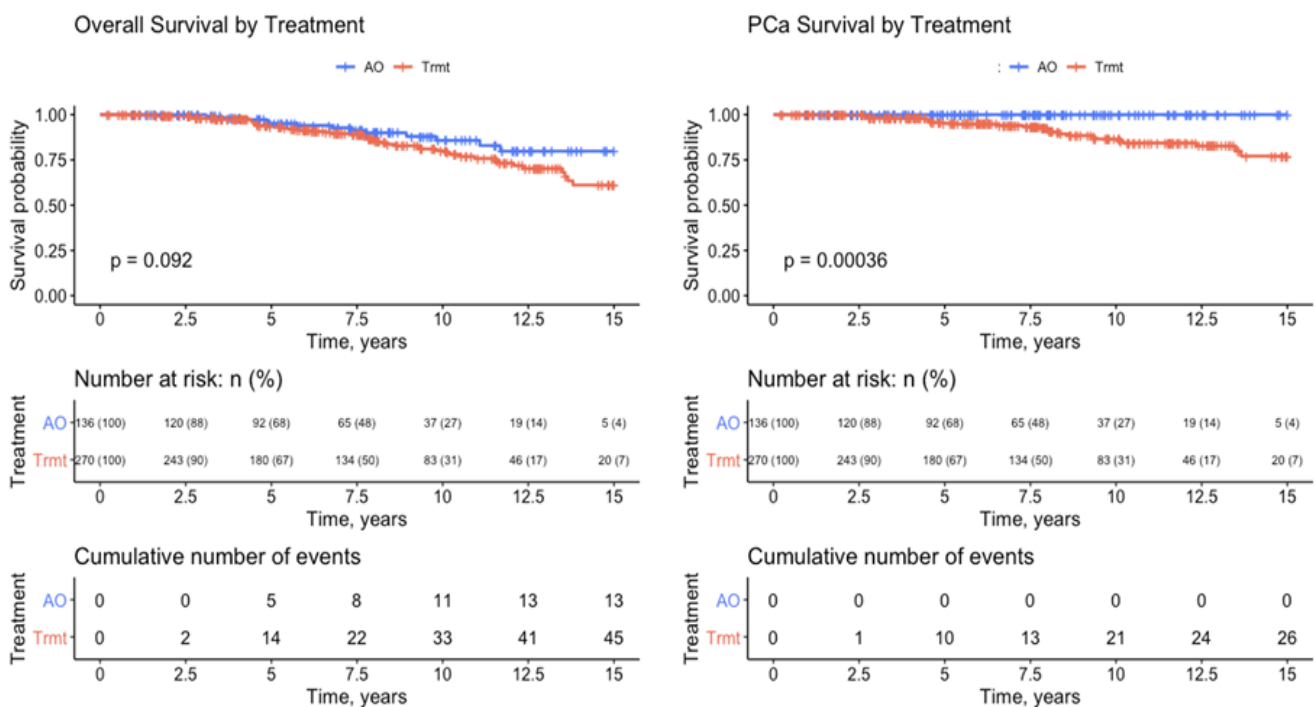 Overall Survival by Treatment
AO Trmt
Survival probability
1.00
0.75
0.50
0.25
0.00
p = 0.092
0 2.5 5 7.5 10 12.5 15
Time, years
Number at risk: n (%)
Treatment
AO 136 (100) 120 (88) 92 (68) 65 (48) 37 (27) 19 (14) 5 (4)
Trmt 270 (100) 243 (90) 180 (67) 134 (50) 83 (31) 46 (17) 20 (7)
0 2.5 5 7.5 10 12.5 15
Time, years
Cumulative number of events
Treatment
AO 0 0 5 8 11 13 13
Trmt 0 2 14 22 33 41 45
0 2.5 5 7.5 10 12.5 15
Time, years
PCa Survival by Treatment
: AO Trmt
Survival probability
1.00
0.75
0.50
0.25
0.00
p = 0.00036
0 2.5 5 7.5 10 12.5 15
Time, years
Number at risk: n (%)
Treatment
AO 136 (100) 120 (88) 92 (68) 65 (48) 37 (27) 19 (14) 5 (4)
Trmt 270 (100) 243 (90) 180 (67) 134 (50) 83 (31) 46 (17) 20 (7)
0 2.5 5 7.5 10 12.5 15
Time, years
Cumulative number of events
Treatment
AO 0 0 0 0 0 0 0
Trmt 0 1 10 13 21 24 26
0 2.5 5 7.5 10 12.5 15
Time, years